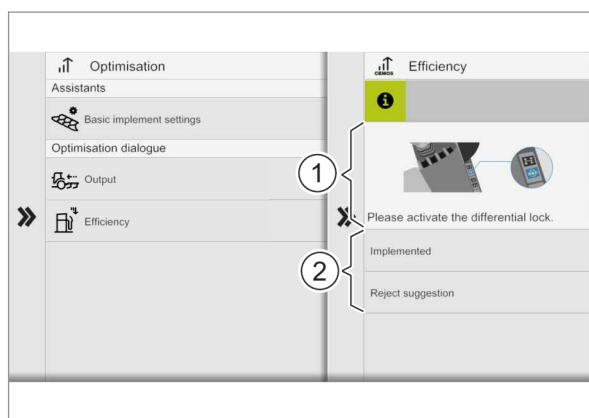 Optimisation
Assistants
Basic implement settings
Optimisation dialogue
Output
Efficiency
CEMOS
Efficiency
1
Please activate the differential lock.
2
Implemented
Reject suggestion